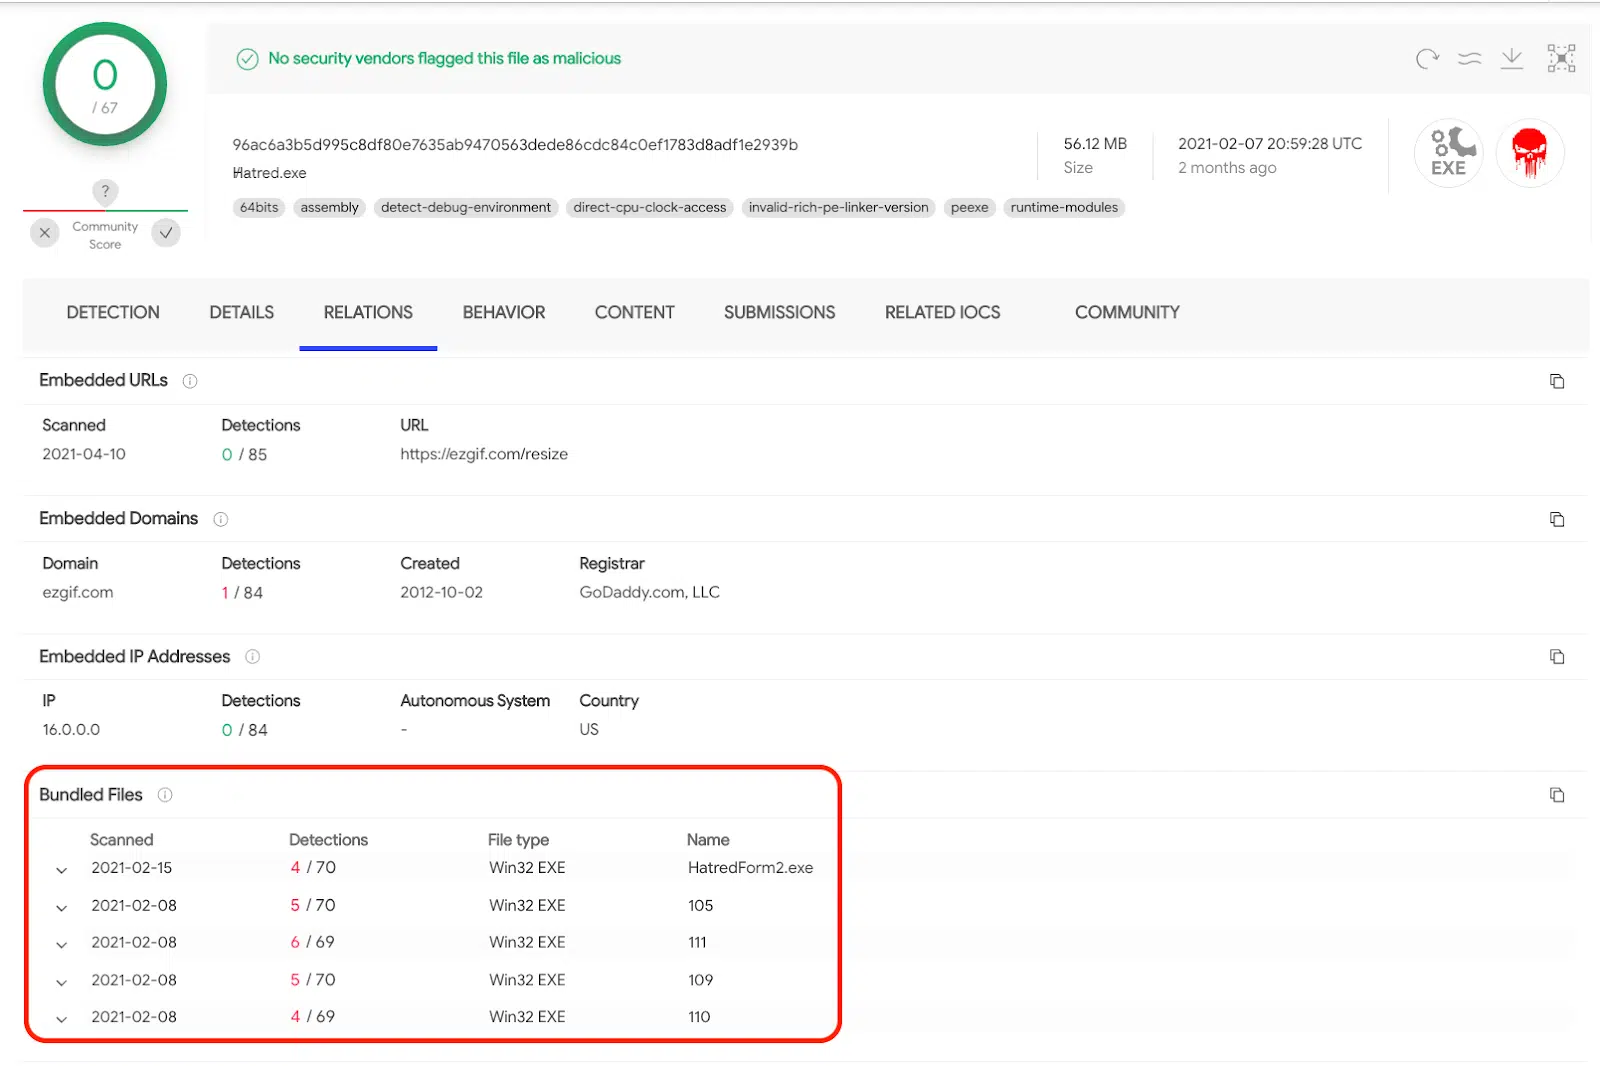 0
/ 67
No security vendors flagged this file as malicious
96ac6a3b5d995c8df80e7635ab9470563dede86cdc84c0ef1783d8adf1e2939b
Ħatred.exe
56.12 MB
Size
2021-02-07 20:59:28 UTC
2 months ago
EXE
64bits assembly detect-debug-environment direct-cpu-clock-access invalid-rich-pe-linker-version peexe runtime-modules
?
Community
Score
DETECTION DETAILS RELATIONS BEHAVIOR CONTENT SUBMISSIONS RELATED IOCS COMMUNITY
Embedded URLs
Scanned Detections URL
2021-04-10 0 / 85 https://ezgif.com/resize
Embedded Domains
Domain Detections Created Registrar
ezgif.com 1 / 84 2012-10-02 GoDaddy.com, LLC
Embedded IP Addresses
IP Detections Autonomous System Country
16.0.0.0 0 / 84 - US
Bundled Files
Scanned Detections File type Name
2021-02-15 4 / 70 Win32 EXE HatredForm2.exe
2021-02-08 5 / 70 Win32 EXE 105
2021-02-08 6 / 69 Win32 EXE 111
2021-02-08 5 / 70 Win32 EXE 109
2021-02-08 4 / 69 Win32 EXE 110